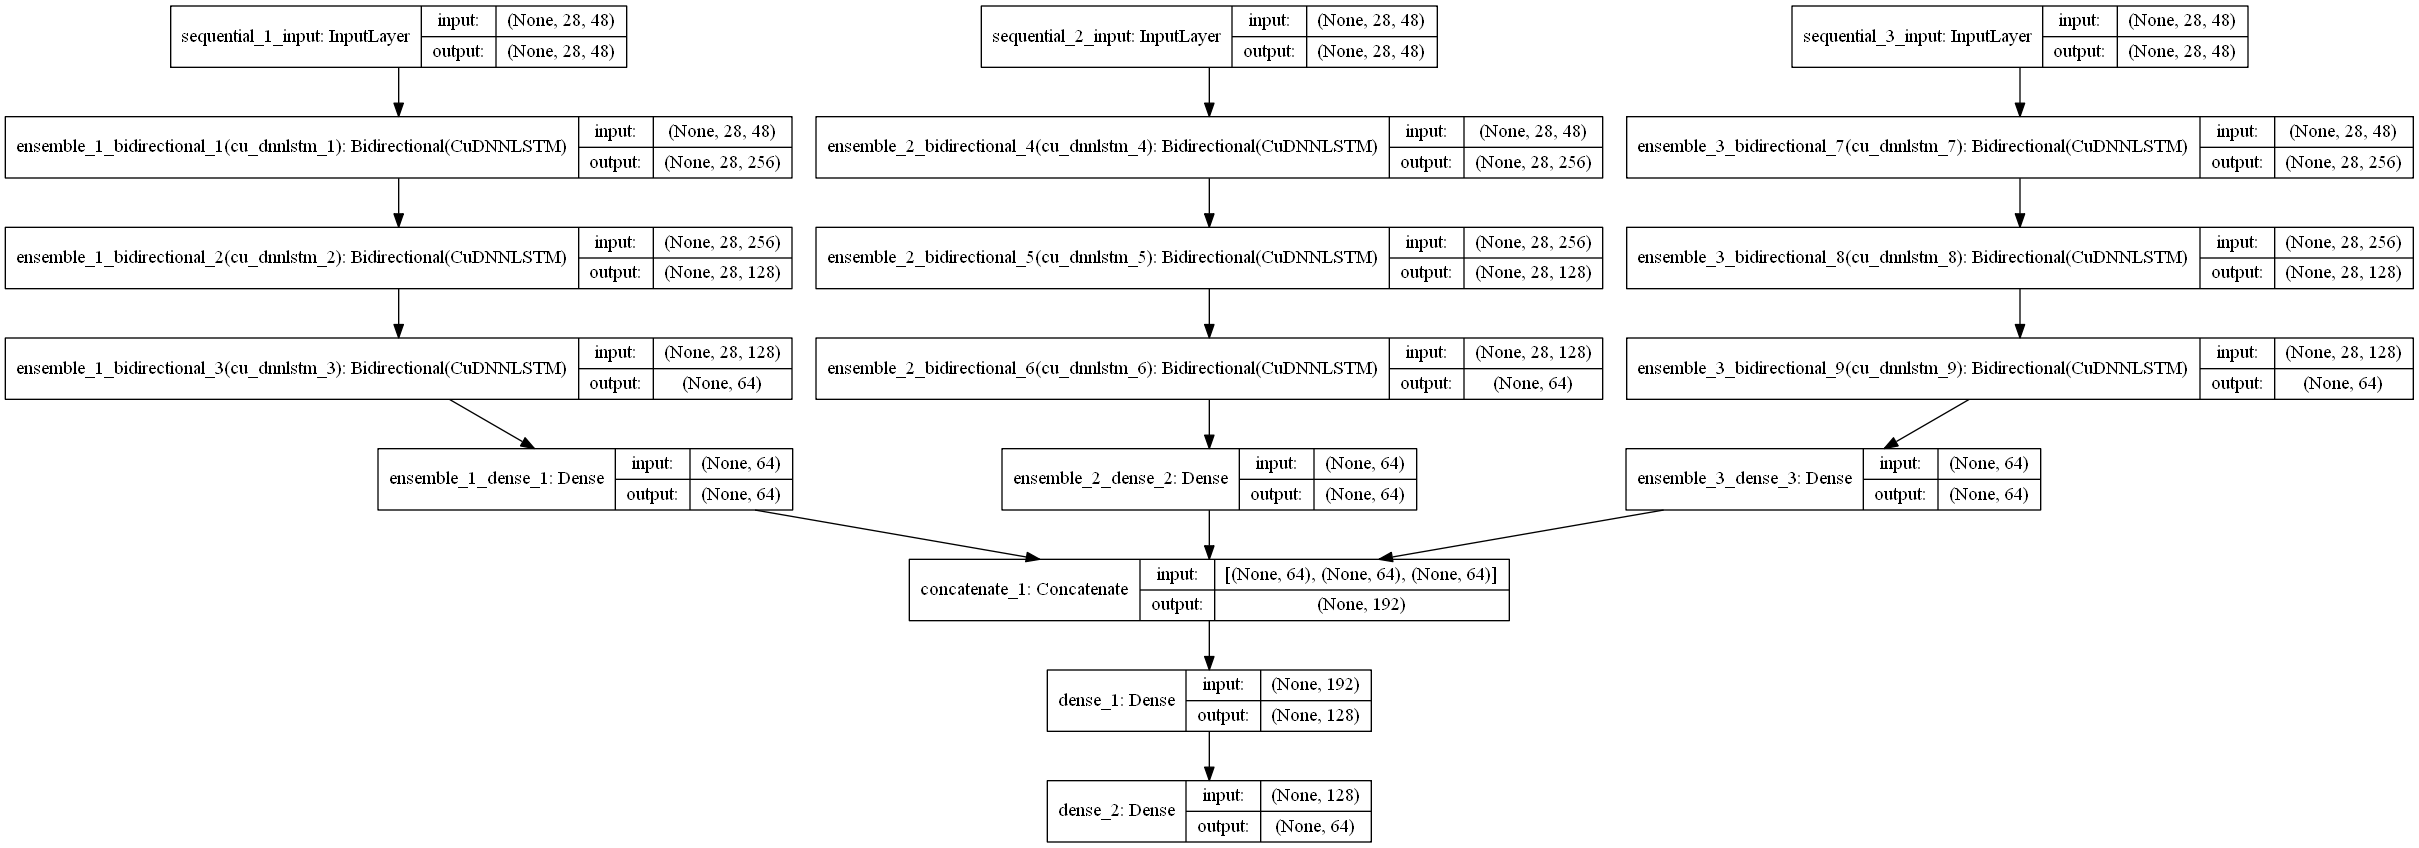 sequential_1_input: InputLayer
input:
(None, 28, 48)
output:
(None, 28, 48)
sequential_2_input: InputLayer
input:
(None, 28, 48)
output:
(None, 28, 48)
sequential_3_input: InputLayer
input:
(None, 28, 48)
output:
(None, 28, 48)
ensemble_1_bidirectional_1(cu_dnnlstm_1): Bidirectional(CuDNNLSTM)
input:
(None, 28, 48)
output:
(None, 28, 256)
ensemble_2_bidirectional_4(cu_dnnlstm_4): Bidirectional(CuDNNLSTM)
input:
(None, 28, 48)
output:
(None, 28, 256)
ensemble_3_bidirectional_7(cu_dnnlstm_7): Bidirectional(CuDNNLSTM)
input:
(None, 28, 48)
output:
(None, 28, 256)
ensemble_1_bidirectional_2(cu_dnnlstm_2): Bidirectional(CuDNNLSTM)
input:
(None, 28, 256)
output:
(None, 28, 128)
ensemble_2_bidirectional_5(cu_dnnlstm_5): Bidirectional(CuDNNLSTM)
input:
(None, 28, 256)
output:
(None, 28, 128)
ensemble_3_bidirectional_8(cu_dnnlstm_8): Bidirectional(CuDNNLSTM)
input:
(None, 28, 256)
output:
(None, 28, 128)
ensemble_1_bidirectional_3(cu_dnnlstm_3): Bidirectional(CuDNNLSTM)
input:
(None, 28, 128)
output:
(None, 64)
ensemble_2_bidirectional_6(cu_dnnlstm_6): Bidirectional(CuDNNLSTM)
input:
(None, 28, 128)
output:
(None, 64)
ensemble_3_bidirectional_9(cu_dnnlstm_9): Bidirectional(CuDNNLSTM)
input:
(None, 28, 128)
output:
(None, 64)
ensemble_1_dense_1: Dense
input:
(None, 64)
output:
(None, 64)
ensemble_2_dense_2: Dense
input:
(None, 64)
output:
(None, 64)
ensemble_3_dense_3: Dense
input:
(None, 64)
output:
(None, 64)
concatenate_1: Concatenate
input:
[(None, 64), (None, 64), (None, 64)]
output:
(None, 192)
dense_1: Dense
input:
(None, 192)
output:
(None, 128)
dense_2: Dense
input:
(None, 128)
output:
(None, 64)